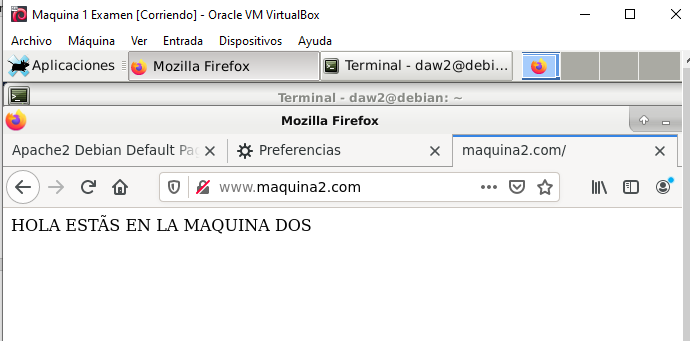 Maquina 1 Examen [Corriendo] - Oracle VM VirtualBox
Archivo Máquina Ver Entrada Dispositivos Ayuda
Aplicaciones Mozilla Firefox Terminal - daw2@debi...
Terminal - daw2@debian: ~
Mozilla Firefox
Apache2 Debian Default Pa Preferencias maquina2.com/
www.maquina2.com
HOLA ESTÃS EN LA MAQUINA DOS